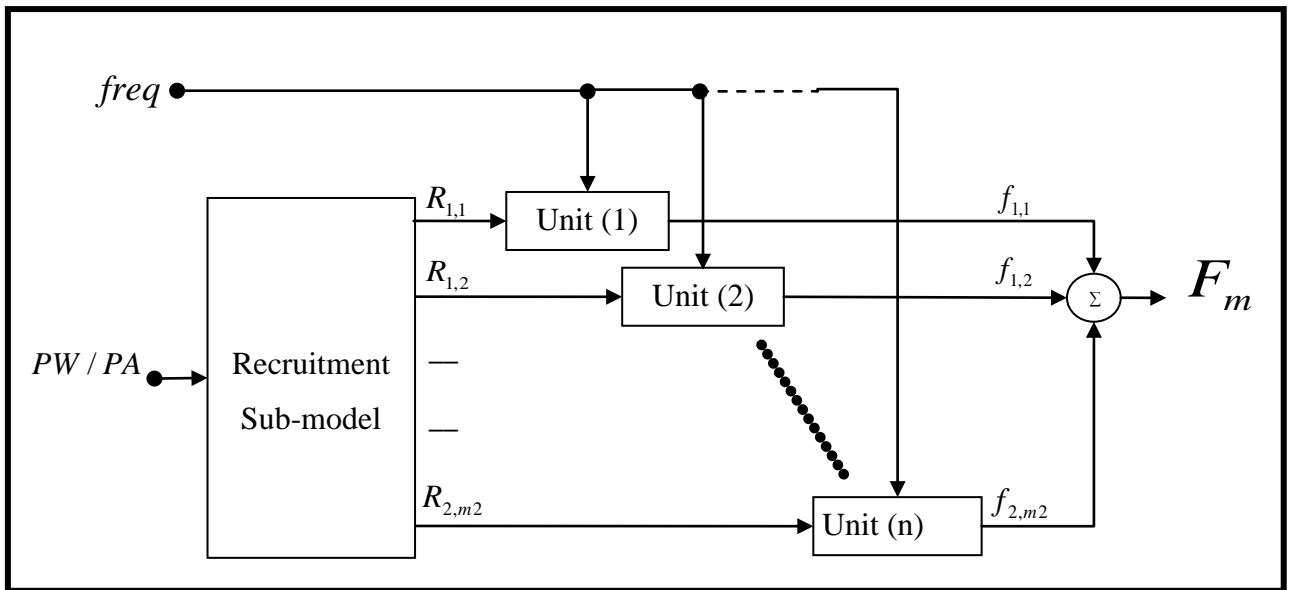 freq
R1,1
Unit (1)
f1,1
R1,2
Unit (2)
f1,2
Σ
Fm
PW / PA
Recruitment
Sub-model
R2,m2
Unit (n)
f2,m2